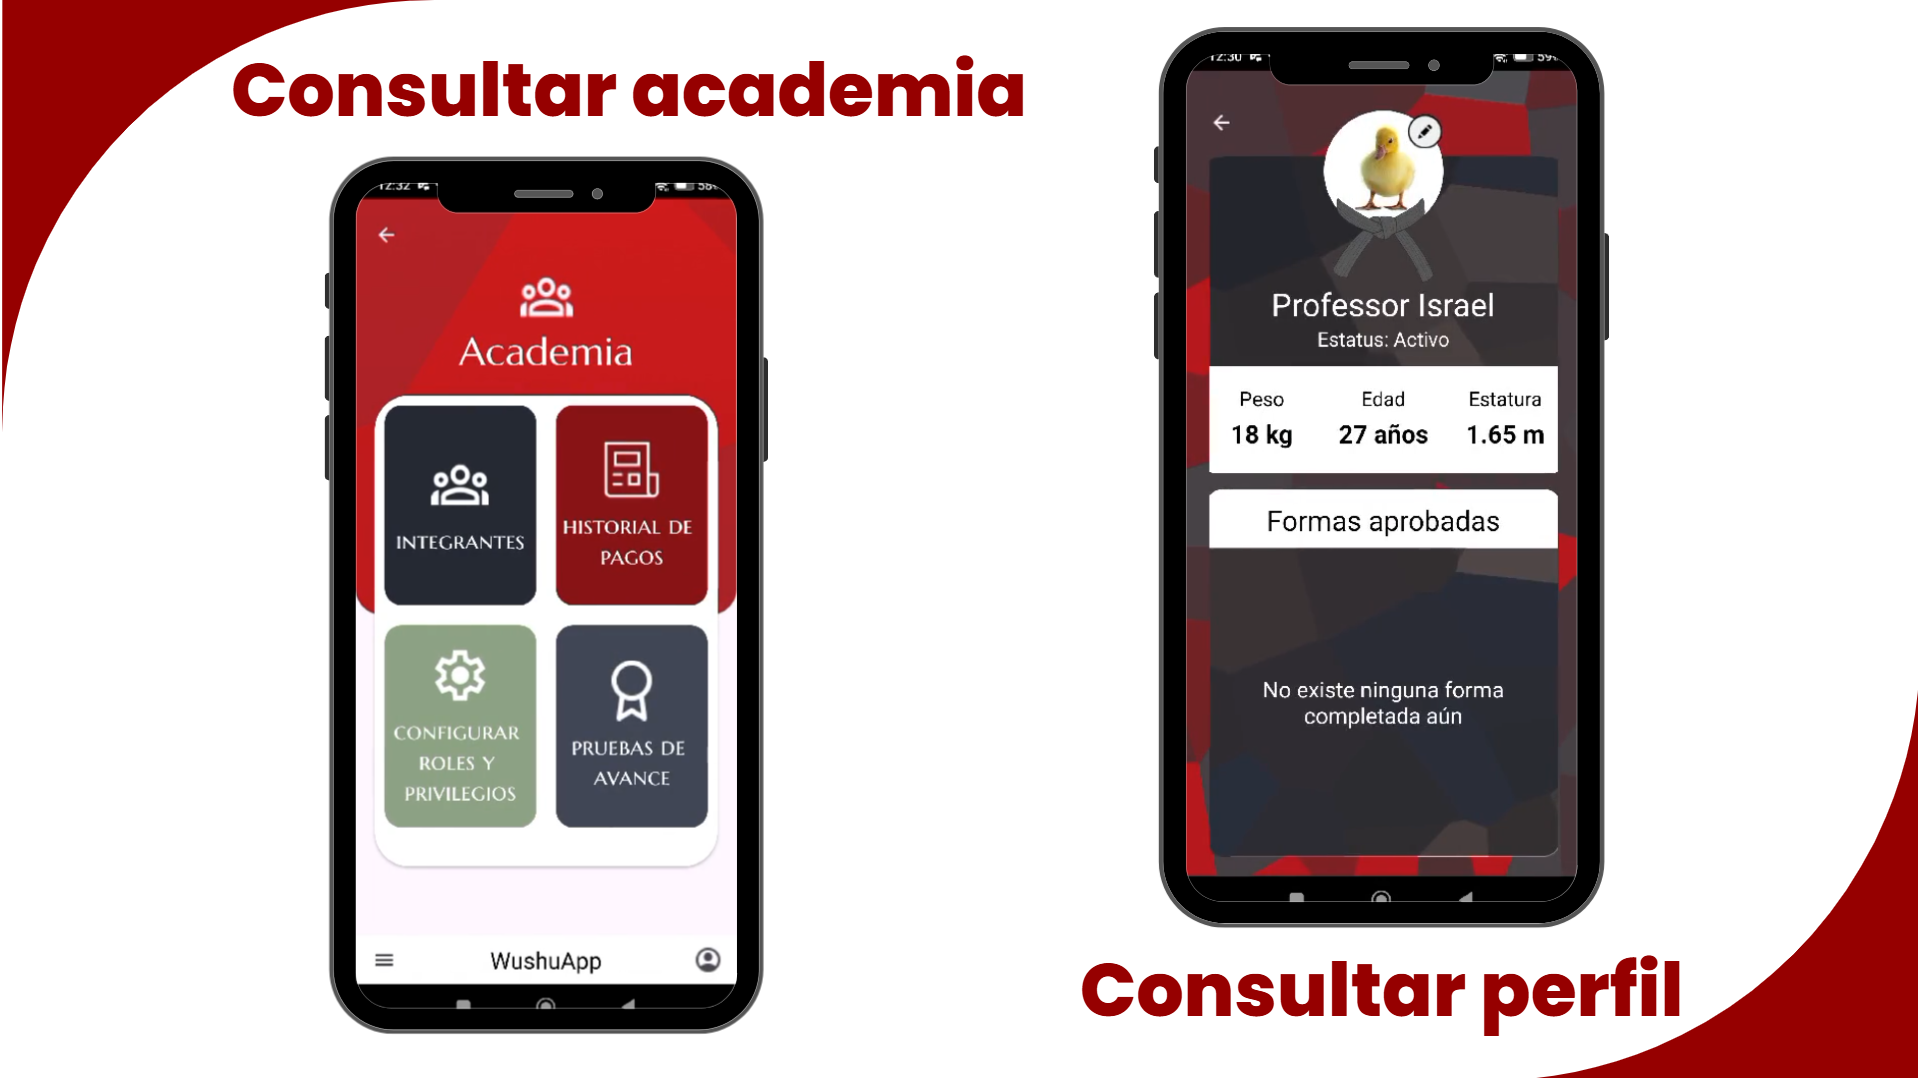 Consultar academia
12:32
Academia
INTEGRANTES
HISTORIAL DE
PAGOS
CONFIGURAR
ROLES Y
PRIVILEGIOS
PRUEBAS DE
AVANCE
WushuApp
12:30
Professor Israel
Estatus: Activo
Peso Edad Estatura
18 kg 27 años 1.65 m
Formas aprobadas
No existe ninguna forma
completada aún
Consultar perfil